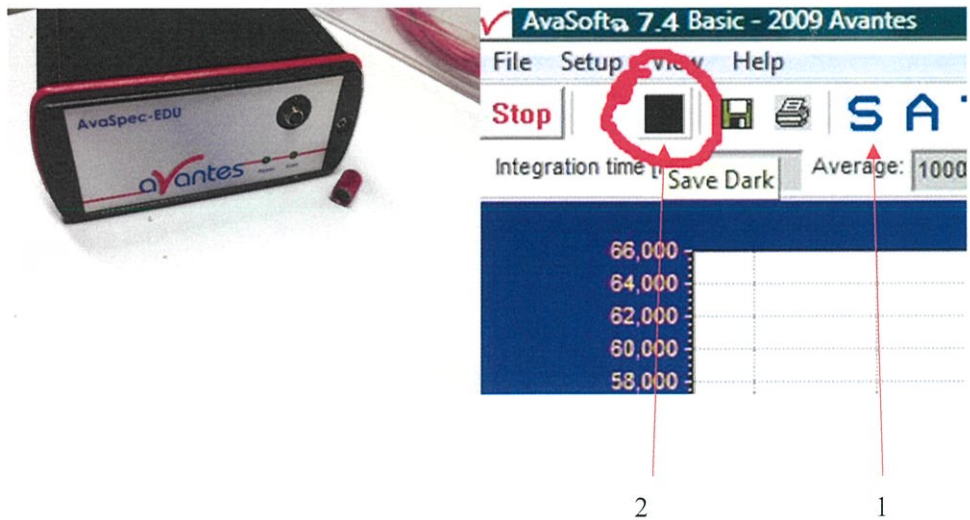 AvaSpec-EDU
avantes
AvaSoft 7.4 Basic - 2009 Avantes
File Setup View Help
Stop
S A
Integration time [
Save Dark
Average: 1000
66,000
64,000
62,000
60,000
58,000
2 1